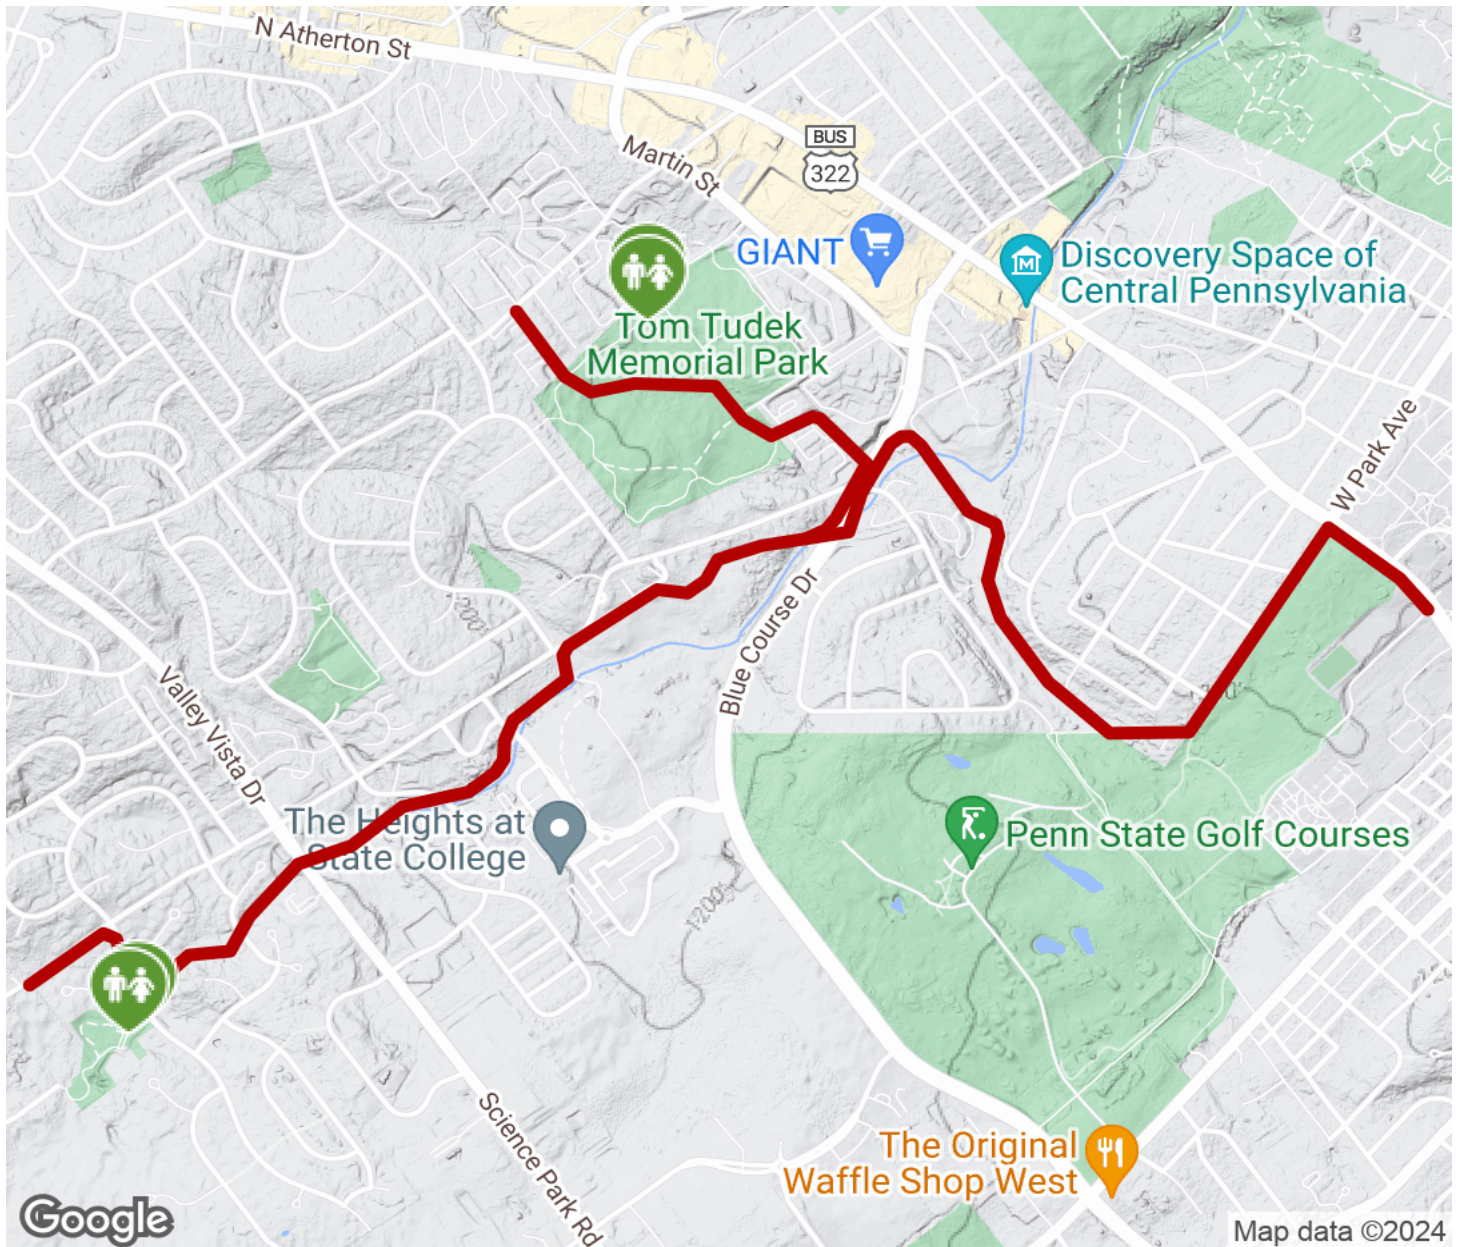 N Atherton St
BUS
322
Martin St
GIANT
Discovery Space of
Central Pennsylvania
Tom Tudek
Memorial Park
W Park Ave
Blue Course Dr
Valley Vista Dr
The Heights at
State College
Penn State Golf Courses
1200
Science Park Rd
The Original
Waffle Shop West
Google
Map data ©2024